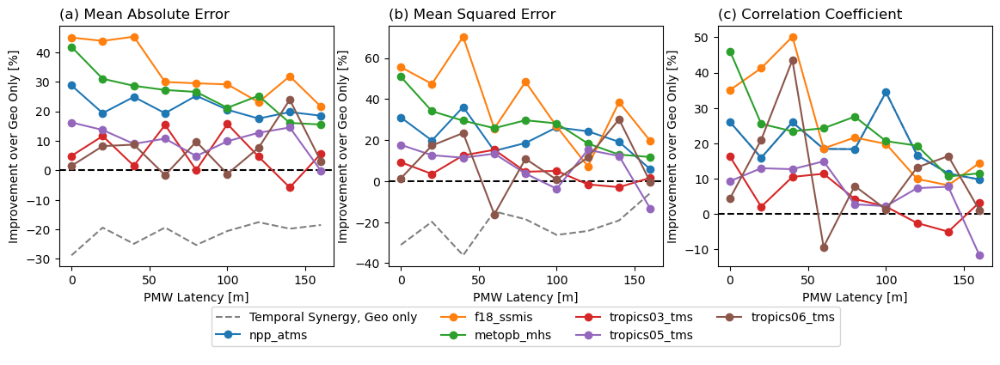 (a) Mean Absolute Error
Improvement over Geo Only [%]
40
30
20
10
0
−10
−20
−30
0
50
100
150
PMW Latency [m]
(b) Mean Squared Error
Improvement over Geo Only [%]
60
40
20
0
−20
−40
0
50
100
150
PMW Latency [m]
(c) Correlation Coefficient
Improvement over Geo Only [%]
50
40
30
20
10
0
−10
0
50
100
150
PMW Latency [m]
Temporal Synergy, Geo only
npp_atms
f18_ssmis
metopb_mhs
tropics03_tms
tropics05_tms
tropics06_tms